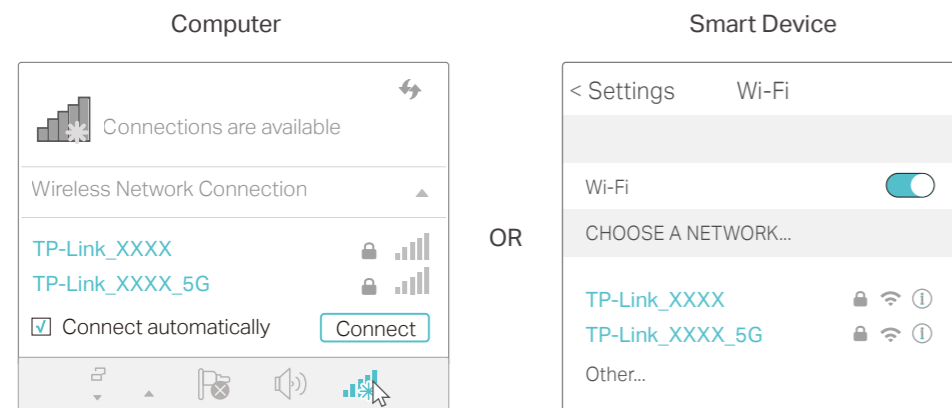 Computer
Connections are available
Wireless Network Connection
TP-Link_XXXX
TP-Link_XXXX_5G
Connect automatically
Connect
OR
Smart Device
< Settings Wi-Fi
Wi-Fi
CHOOSE A NETWORK...
TP-Link_XXXX
TP-Link_XXXX_5G
Other...